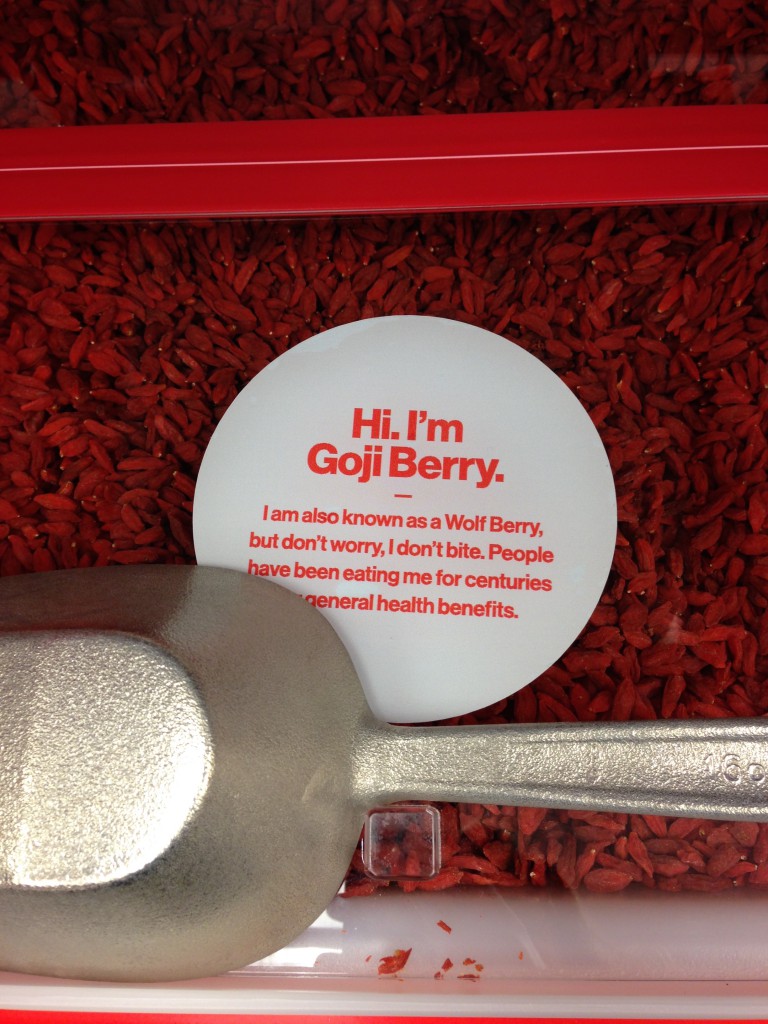 Hi. I'm
Goji Berry.
I am also known as a Wolf Berry,
but don't worry, I don't bite. People
have been eating me for centuries
general health benefits.
16o